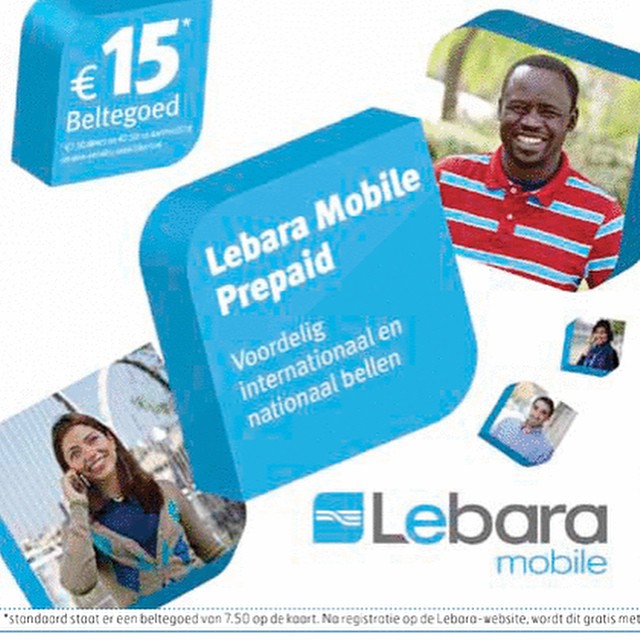 €15*
Beltegoed
Lebara Mobile
Prepaid
Voordelig
internationaal en
nationaal bellen
Lebara
mobile
*standaard staat er een beltegoed van 7.50 op de kaart. Na registratie op de Lebara-website, wordt dit gratis met